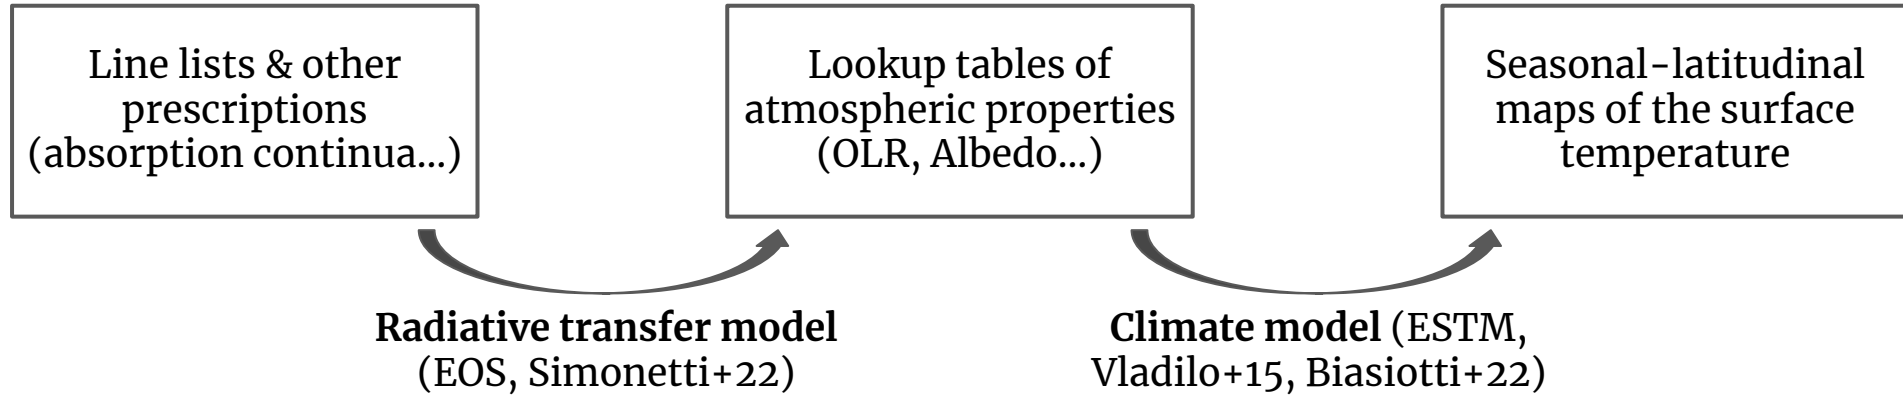 Line lists & other
prescriptions
(absorption continua...)
Lookup tables of
atmospheric properties
(OLR, Albedo...)
Seasonal-latitudinal
maps of the surface
temperature
Radiative transfer model
(EOS, Simonetti+22)
Climate model (ESTM,
Vladilo+15, Biasiotti+22)